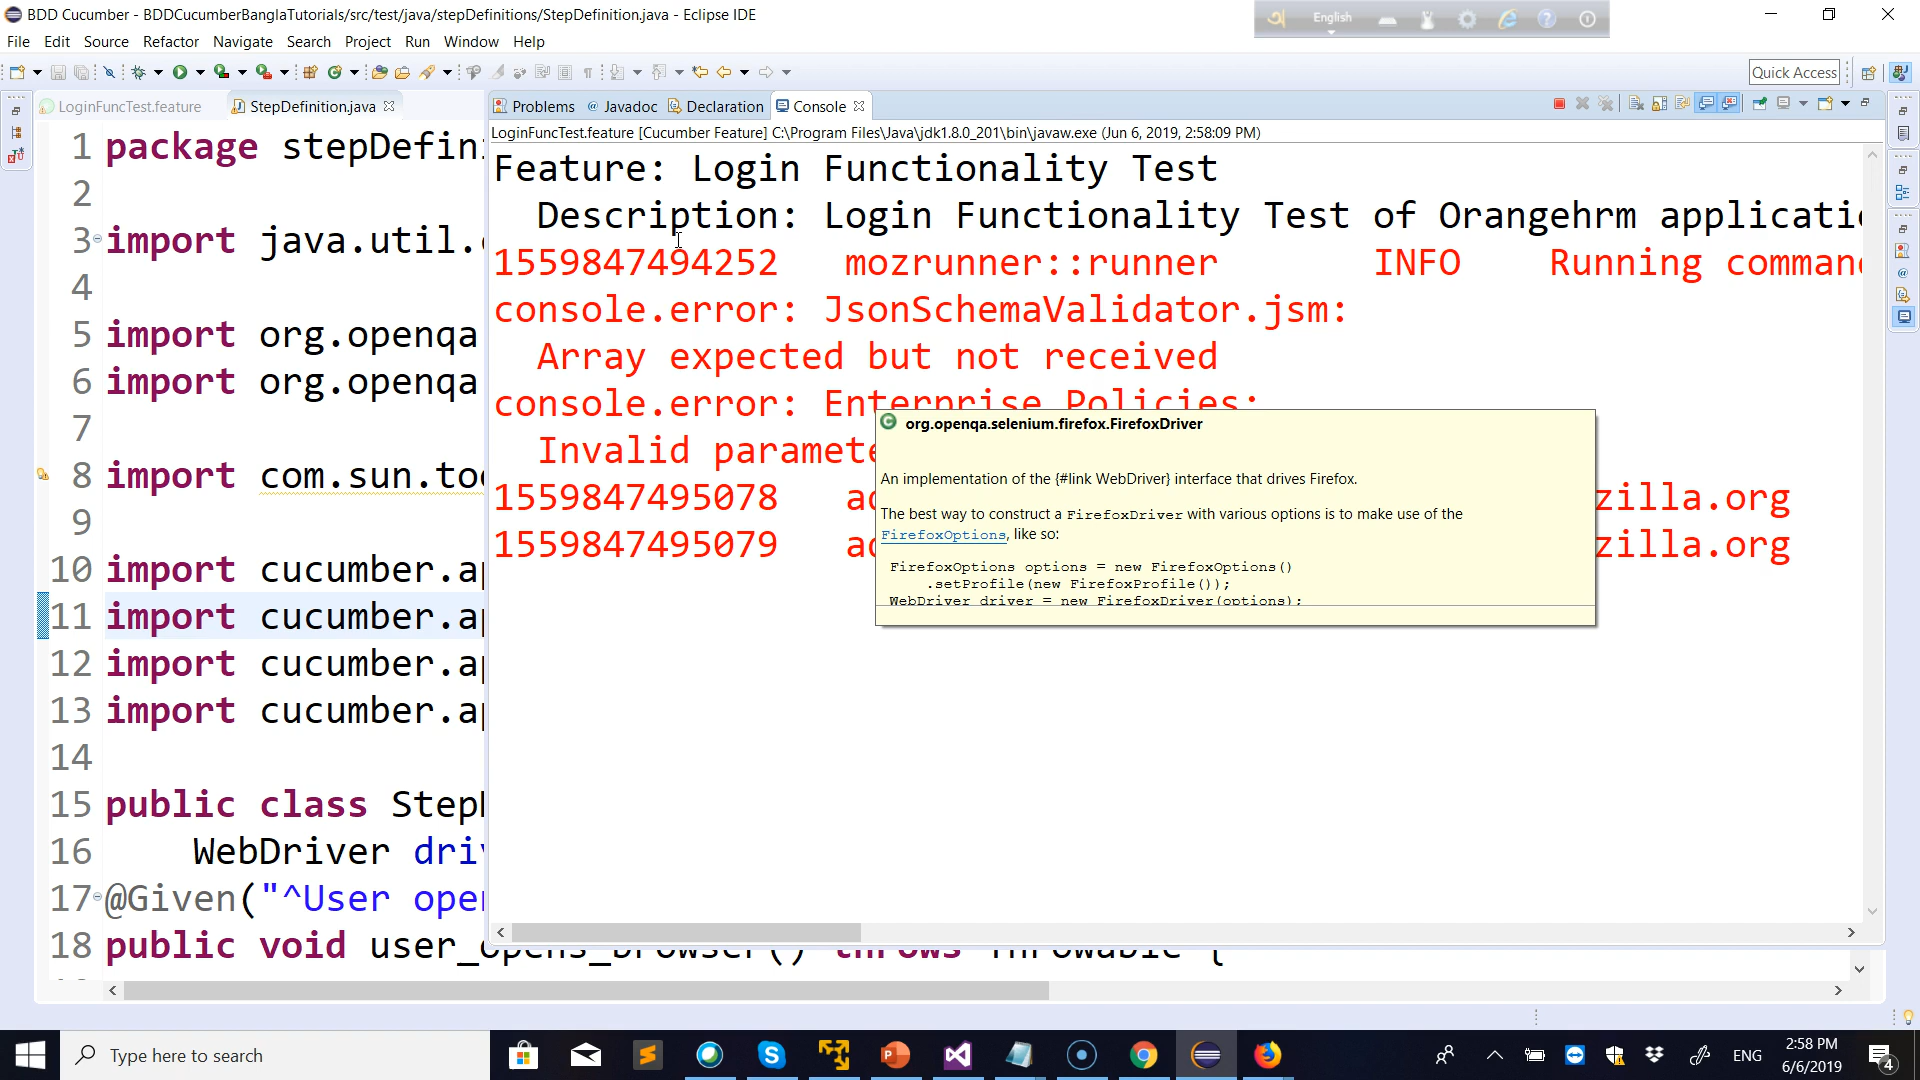 BDD Cucumber - BDDCucumberBanglaTutorials/src/test/java/stepDefinitions/StepDefinition.java - Eclipse IDE
English
File Edit Source Refactor Navigate Search Project Run Window Help
Quick Access
LoginFuncTest.feature StepDefinition.java
Problems @ Javadoc Declaration Console
LoginFuncTest.feature [Cucumber Feature] C:\Program Files\Java\jdk1.8.0_201\bin\javaw.exe (Jun 6, 2019, 2:58:09 PM)
1 package stepDefin
2
3 import java.util.
4
5 import org.openqa
6 import org.openqa
7
8 import com.sun.to
9
10 import cucumber.a
11 import cucumber.a
12 import cucumber.a
13 import cucumber.a
14
15 public class Step
16 WebDriver dri
17 @Given("^User ope
18 public void user_opens_browser() throws Throwable {
Feature: Login Functionality Test
Description: Login Functionality Test of Orangehrm applicatio
1559847494252 mozrunner::runner INFO Running comman
console.error: JsonSchemaValidator.jsm:
Array expected but not received
console.error: Enterprise Policies:
Invalid paramete
1559847495078 a zilla.org
1559847495079 a zilla.org
org.openqa.selenium.firefox.FirefoxDriver
An implementation of the {#link WebDriver} interface that drives Firefox.
The best way to construct a FirefoxDriver with various options is to make use of the
FirefoxOptions, like so:
FirefoxOptions options = new FirefoxOptions()
.setProfile(new FirefoxProfile());
WebDriver driver = new FirefoxDriver(options);
Type here to search
ENG
2:58 PM
6/6/2019
4